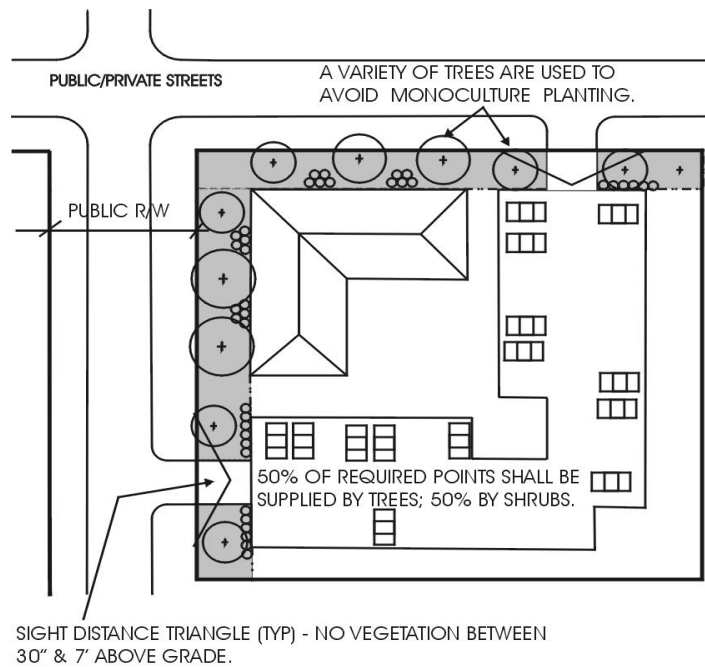 PUBLIC/PRIVATE STREETS
A VARIETY OF TREES ARE USED TO
AVOID MONOCULTURE PLANTING.
PUBLIC R/W
50% OF REQUIRED POINTS SHALL BE
SUPPLIED BY TREES; 50% BY SHRUBS.
SIGHT DISTANCE TRIANGLE (TYP) - NO VEGETATION BETWEEN
30" & 7' ABOVE GRADE.